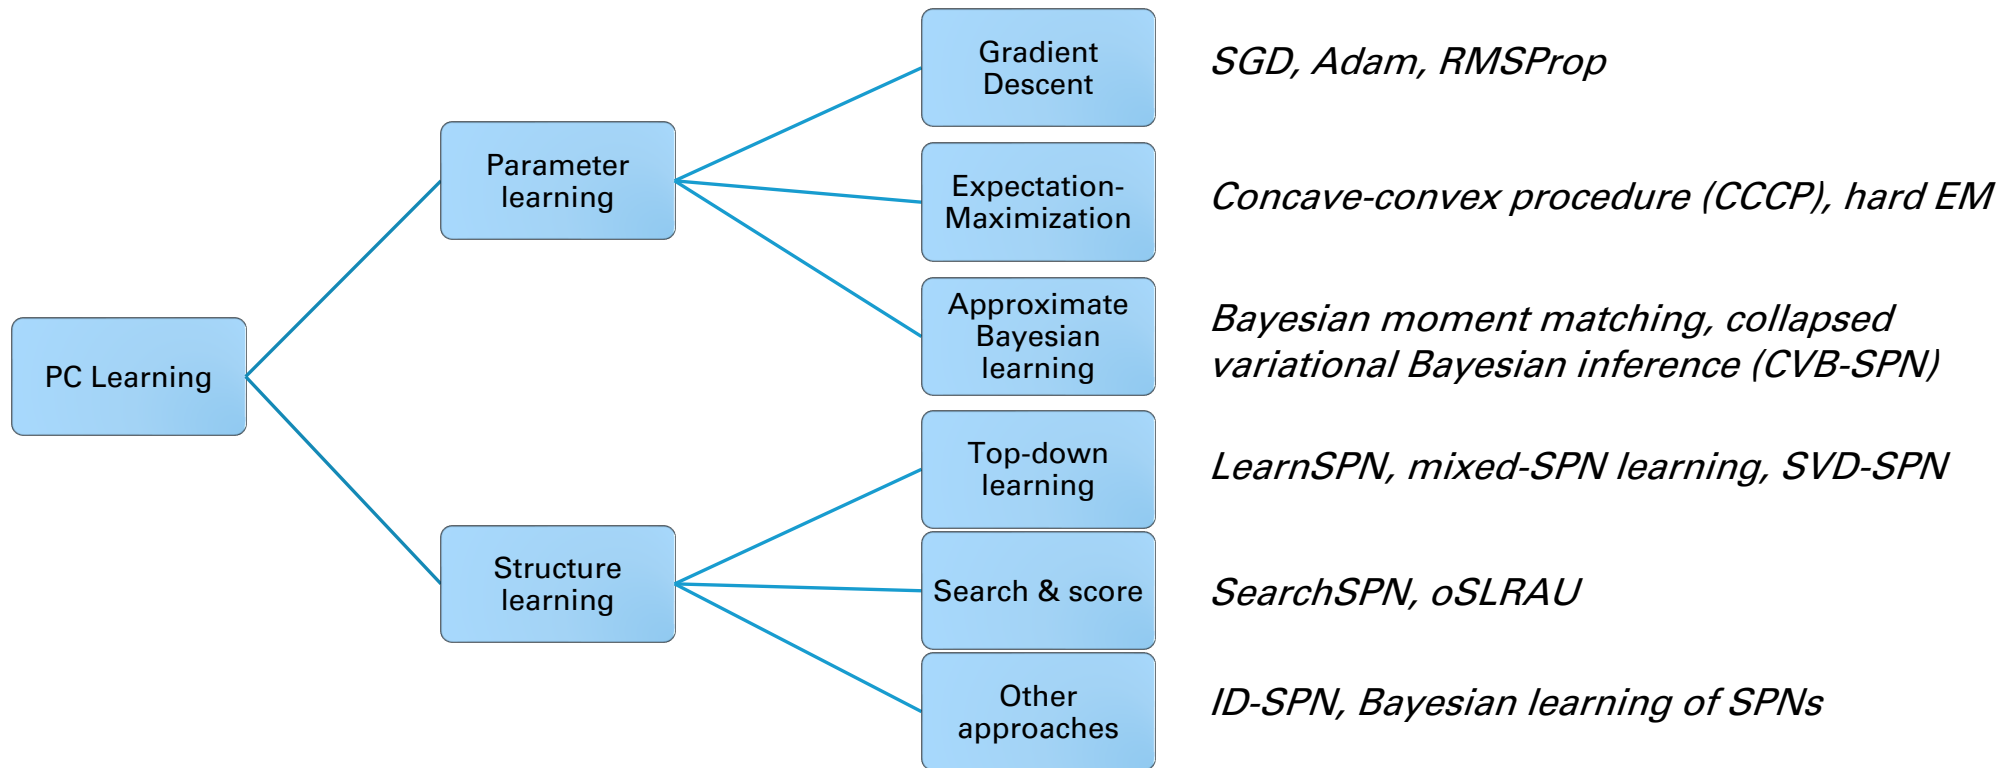 PC Learning
Parameter
learning
Gradient
Descent
SGD, Adam, RMSProp
Expectation-
Maximization
Concave-convex procedure (CCCP), hard EM
Approximate
Bayesian
learning
Bayesian moment matching, collapsed
variational Bayesian inference (CVB-SPN)
Structure
learning
Top-down
learning
LearnSPN, mixed-SPN learning, SVD-SPN
Search & score
SearchSPN, oSLRAU
Other
approaches
ID-SPN, Bayesian learning of SPNs